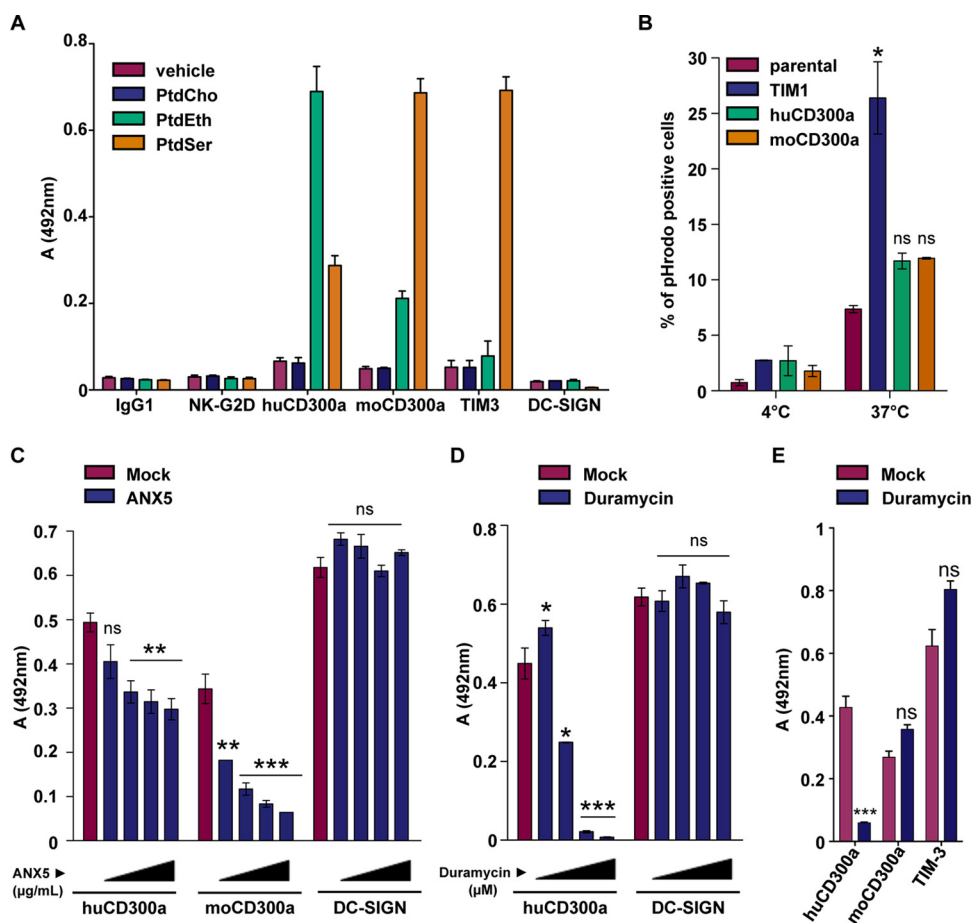 A
0.8
0.6
0.4
0.2
0
A (492nm)
vehicle
PtdCho
PtdEth
PtdSer
IgG1 NK-G2D huCD300a moCD300a TIM3 DC-SIGN
B
30
25
20
15
10
5
0
% of pHrodo positive cells
parental
TIM1
huCD300a
moCD300a
*
ns ns
4°C 37°C
C
Mock
ANX5
0.7
0.6
0.5
0.4
0.3
0.2
0.1
0
A (492nm)
ns
ns
**
**
***
ANX5 ►
(µg/mL)
huCD300a moCD300a DC-SIGN
D
Mock
Duramycin
0.8
0.6
0.4
0.2
0
A (492nm)
ns
*
*
***
Duramycin ►
(µM)
huCD300a DC-SIGN
E
Mock
Duramycin
1
0.8
0.6
0.4
0.2
0
A (492nm)
ns
ns
***
huCD300a
moCD300a
TIM-3